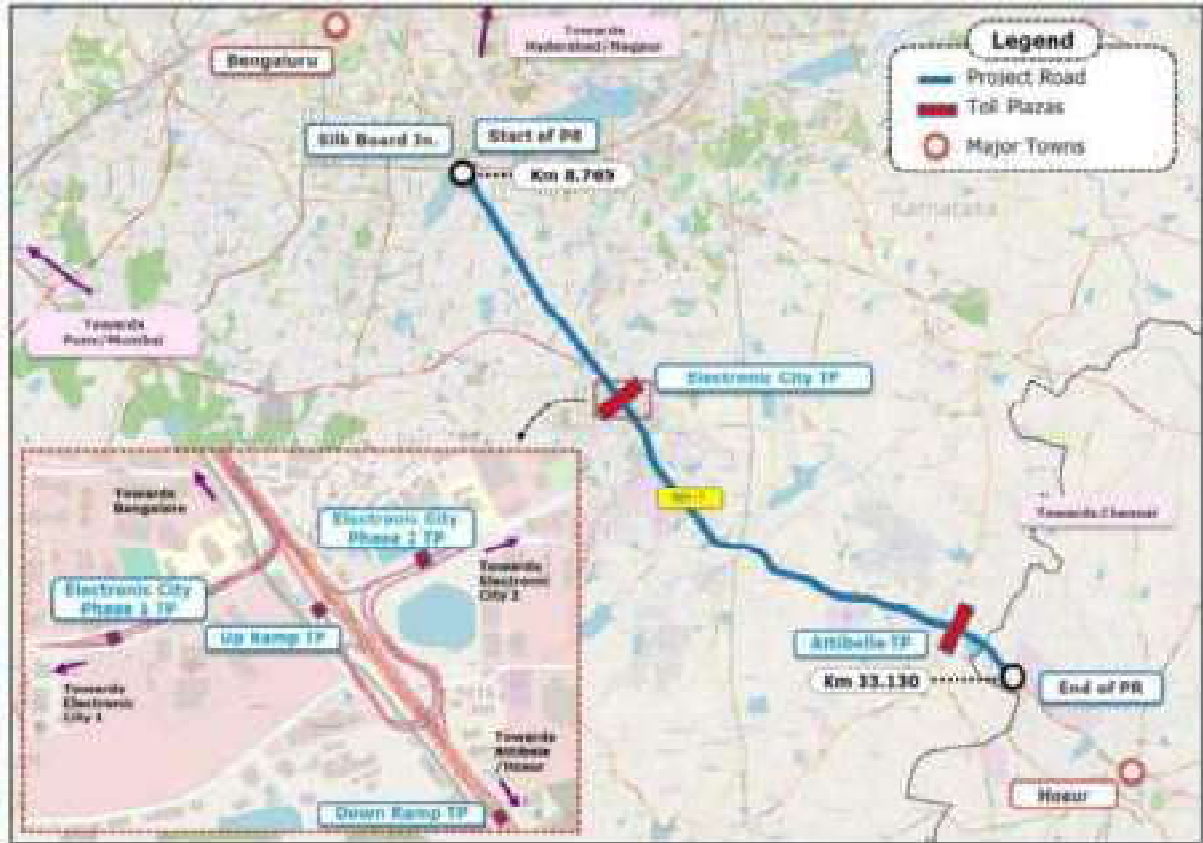 Towards
Hyderabad/Nagpur
Bengaluru
Legend
Project Road
Toll Plazas
Major Towns
Silk Board Jn.
Start of PR
Km 8.765
Karnataka
Towards
Pune/Mumbai
Electronic City TP
Towards Chennai
Towards
Bengaluru
Electronic City
Phase 2 TP
Towards
Electronic
City 2
Electronic City
Phase 1 TP
Up Ramp TP
Towards
Electronic
City 1
Attibelle TP
Km 33.130
End of PR
Towards
Attibele
/Hosur
Hosur
Down Ramp TP